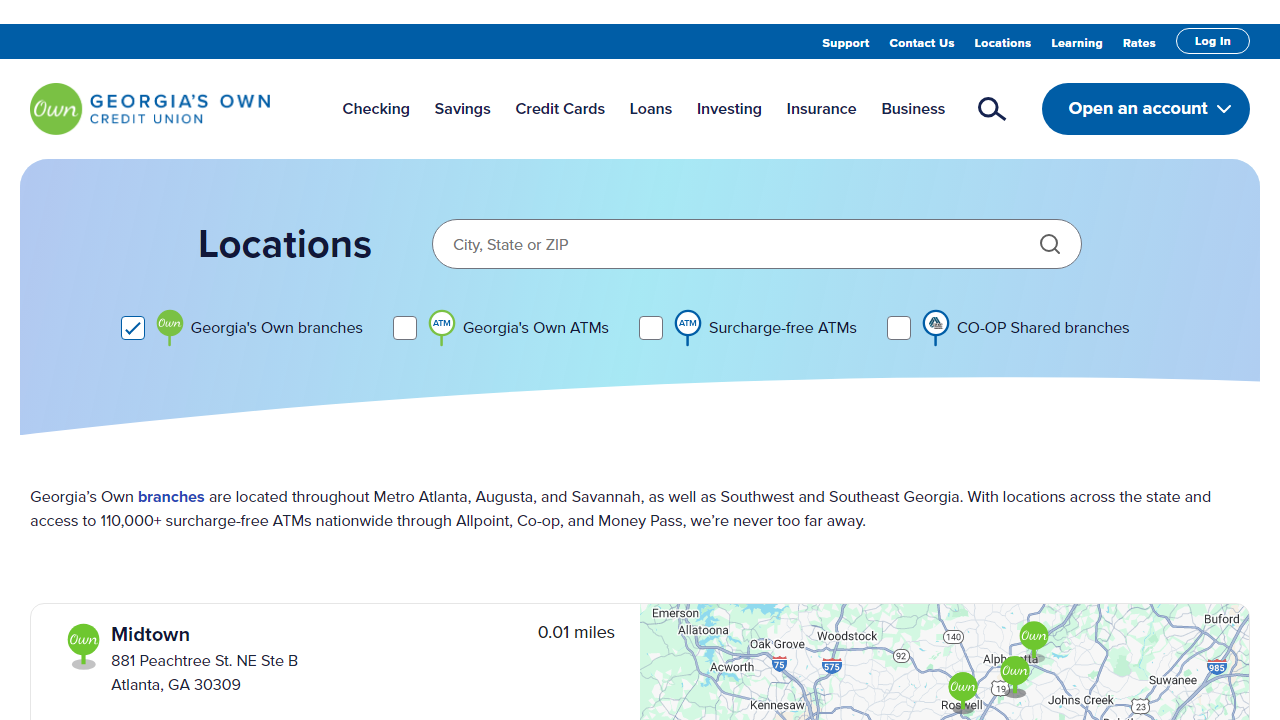 Support Contact Us Locations Learning Rates Log In
Own GEORGIA'S OWN
CREDIT UNION
Checking Savings Credit Cards Loans Investing Insurance Business Open an account
Locations City, State or ZIP
Own Georgia's Own branches ATM Georgia's Own ATMs ATM Surcharge-free ATMs CO-OP Shared branches
Georgia’s Own branches are located throughout Metro Atlanta, Augusta, and Savannah, as well as Southwest and Southeast Georgia. With locations across the state and
access to 110,000+ surcharge-free ATMs nationwide through Allpoint, Co-op, and Money Pass, we’re never too far away.
Own Midtown 0.01 miles
881 Peachtree St. NE Ste B
Atlanta, GA 30309
Emerson
Buford
Allatoona
Woodstock
140
Own
Oak Grove
92
75
575
Acworth
Alpharetta
985
Own
Suwanee
19
Own
Johns Creek
Kennesaw
Roswell
23